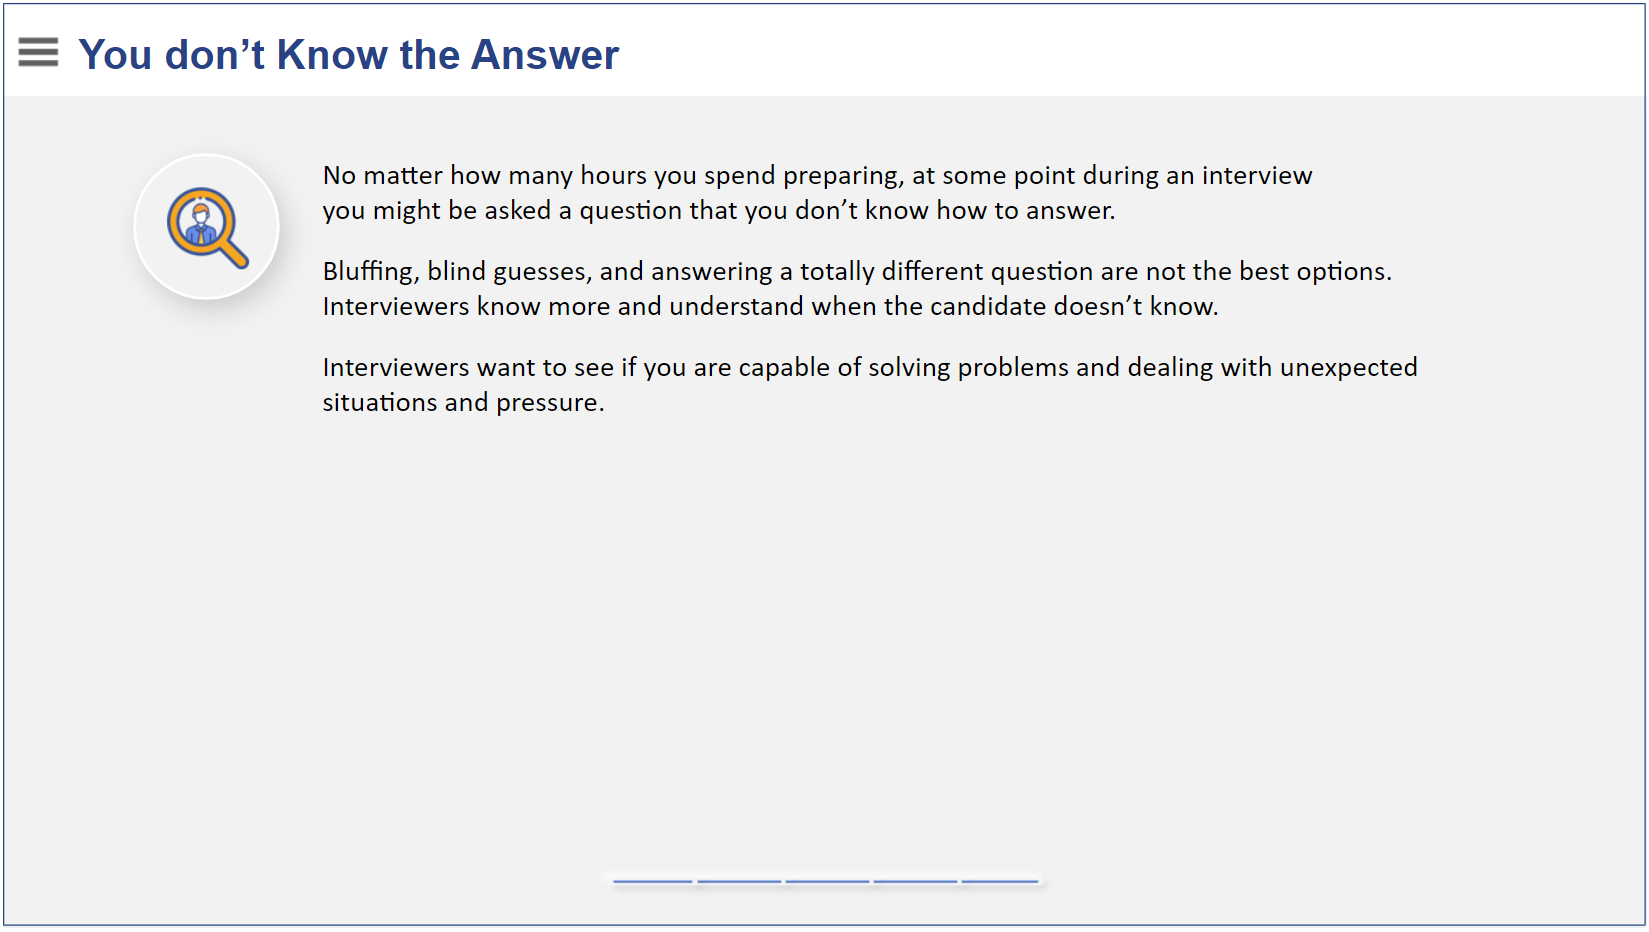 You don’t Know the Answer
No matter how many hours you spend preparing, at some point during an interview
you might be asked a question that you don’t know how to answer.
Bluffing, blind guesses, and answering a totally different question are not the best options.
Interviewers know more and understand when the candidate doesn’t know.
Interviewers want to see if you are capable of solving problems and dealing with unexpected
situations and pressure.